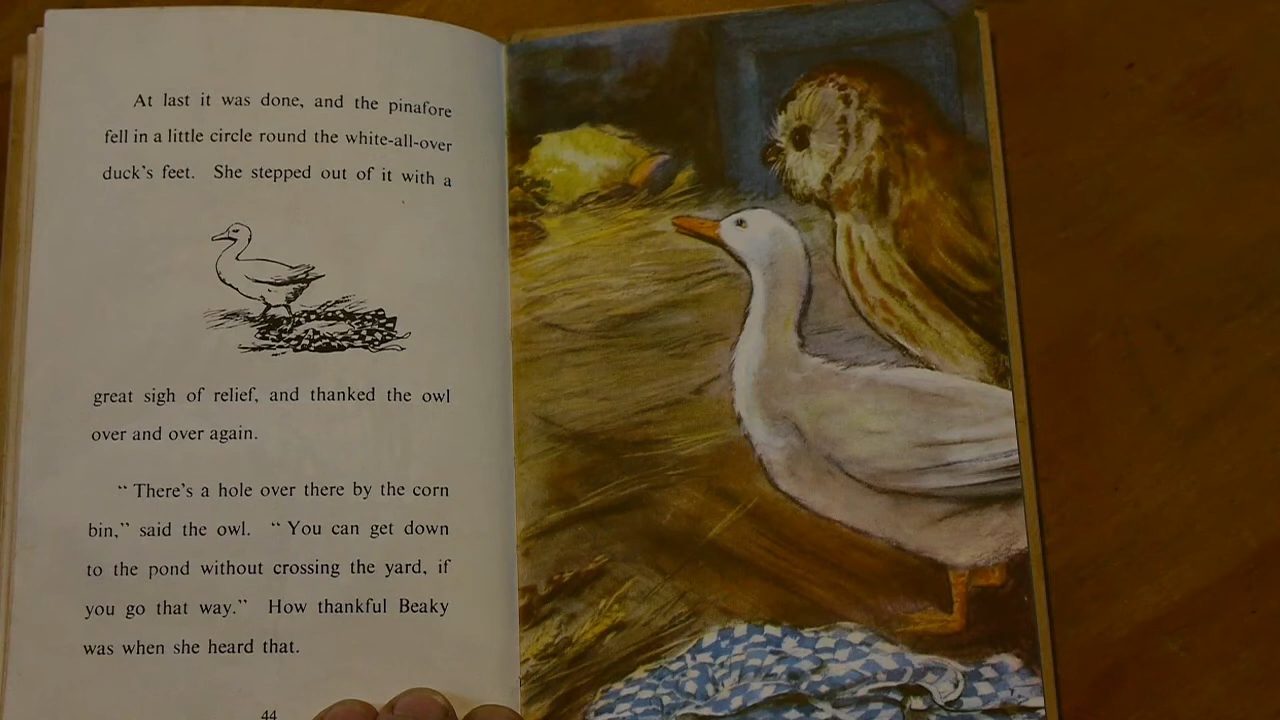 At last it was done, and the pinafore
fell in a little circle round the white-all-over
duck's feet. She stepped out of it with a
great sigh of relief, and thanked the owl
over and over again.
“There's a hole over there by the corn
bin,” said the owl. “You can get down
to the pond without crossing the yard, if
you go that way.” How thankful Beaky
was when she heard that.
44